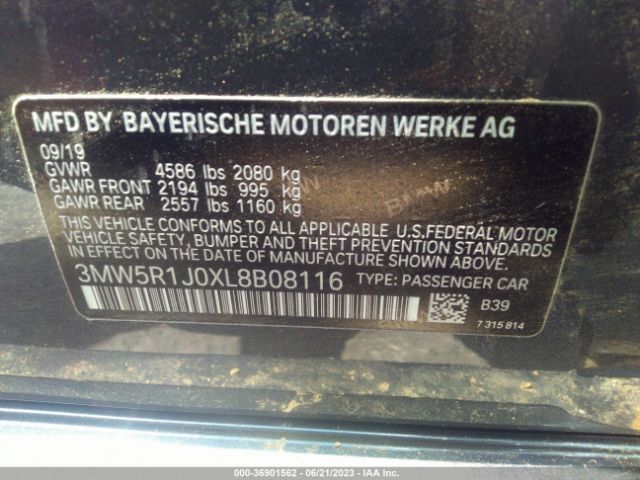 MFD BY BAYERISCHE MOTOREN WERKE AG
09/19
GVWR 4586 lbs 2080 kg
GAWR FRONT 2194 lbs 995 kg
GAWR REAR 2557 lbs 1160 kg
THIS VEHICLE CONFORMS TO ALL APPLICABLE U.S.FEDERAL MOTOR
VEHICLE SAFETY, BUMPER AND THEFT PREVENTION STANDARDS
IN EFFECT ON THE DATE OF MANUFACTURE SHOWN ABOVE.
3MW5R1J0XL8B08116 TYPE: PASSENGER CAR
B39
7 315 814
BMW
000-36901562 - 06/21/2023 - IAA Inc.